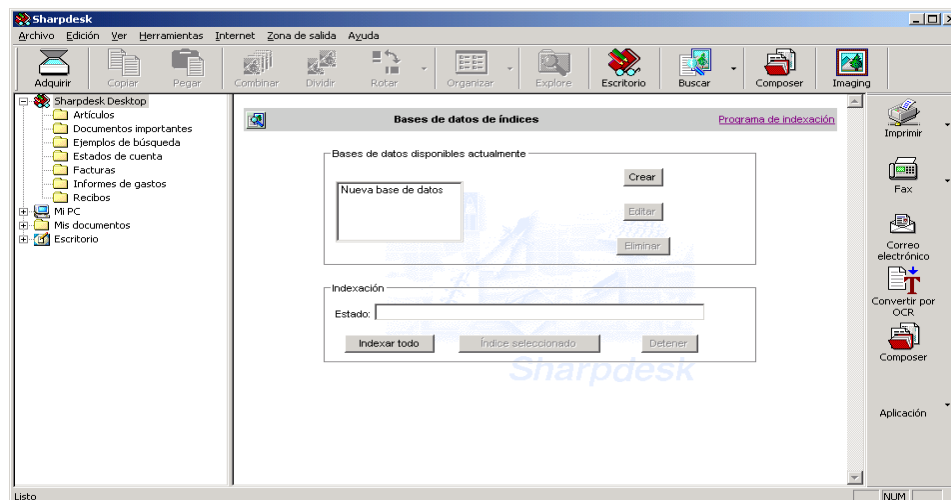 Sharpdesk
Archivo Edición Ver Herramientas Internet Zona de salida Ayuda
Adquirir Copiar Pegar Combinar Dividir Rotar Organizar Explore Escritorio Buscar Composer Imaging
Sharpdesk Desktop
Artículos
Documentos importantes
Ejemplos de búsqueda
Estados de cuenta
Facturas
Informes de gastos
Recibos
Mi PC
Mis documentos
Escritorio
Bases de datos de índices Programa de indexación
Bases de datos disponibles actualmente
Nueva base de datos
Crear
Editar
Eliminar
Indexación
Estado:
Indexar todo Índice seleccionado Detener
Sharpdesk
Imprimir
Fax
Correo
electrónico
Convertir por
OCR
Composer
Aplicación
Listo NUM